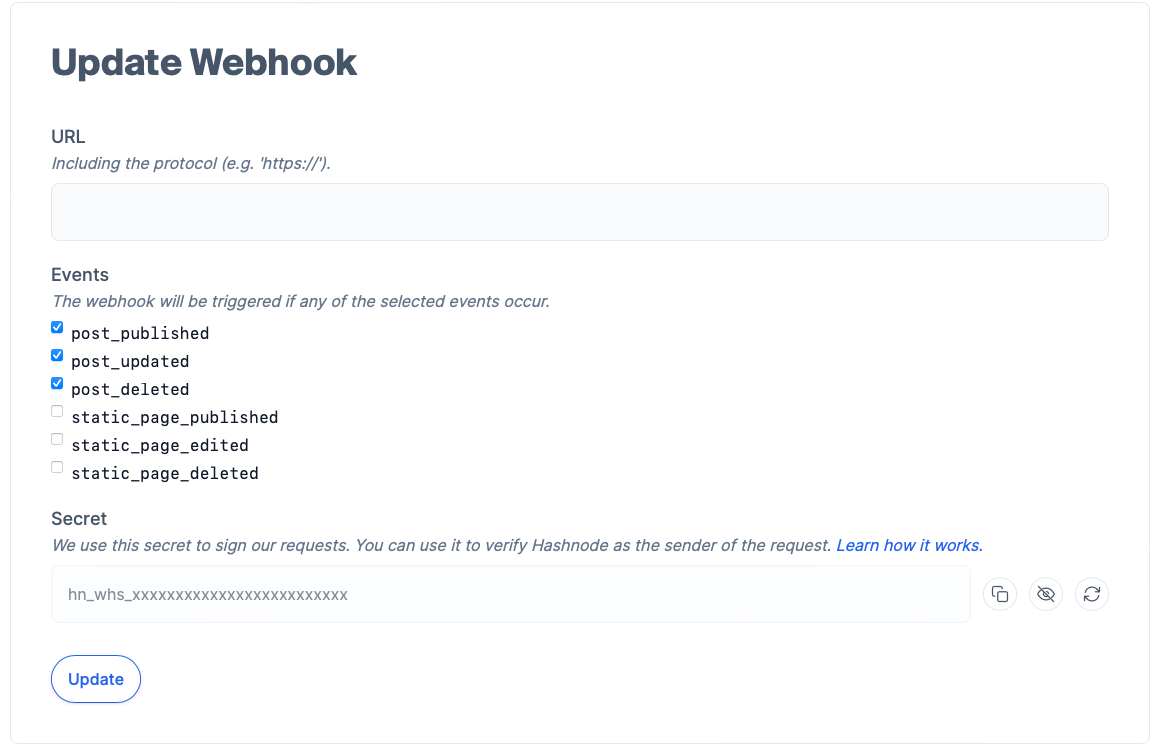 Update Webhook
URL
Including the protocol (e.g. 'https://').
Events
The webhook will be triggered if any of the selected events occur.
post_published
post_updated
post_deleted
static_page_published
static_page_edited
static_page_deleted
Secret
We use this secret to sign our requests. You can use it to verify Hashnode as the sender of the request. Learn how it works.
hn_whs_xxxxxxxxxxxxxxxxxxxxxxxxx
Update